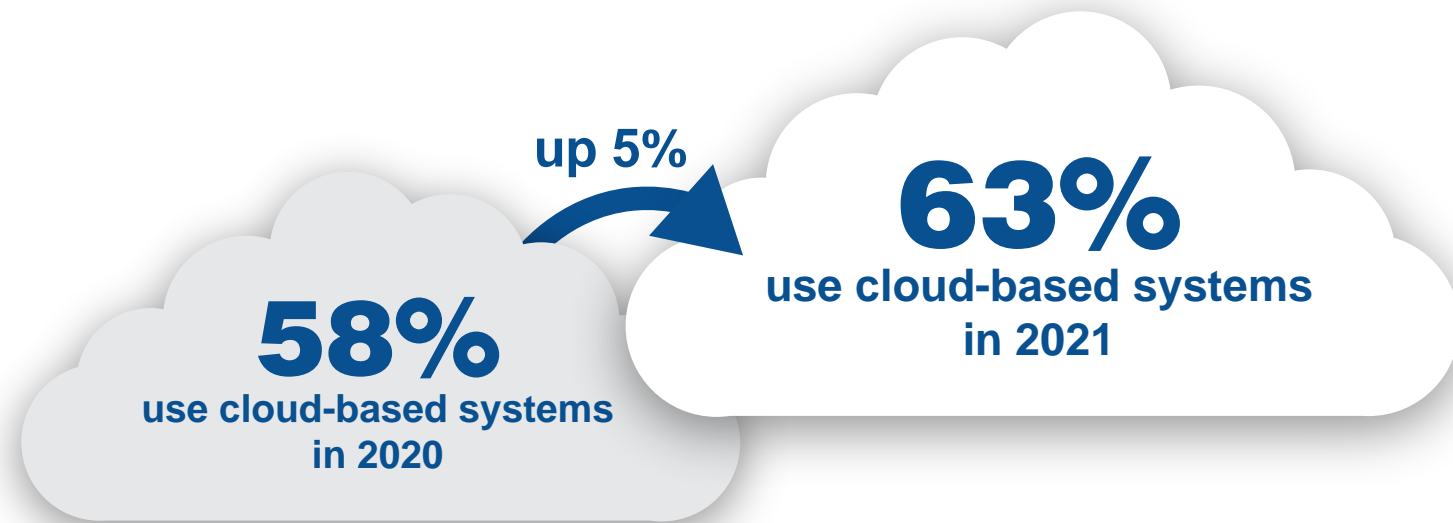 up 5%
63%
use cloud-based systems
in 2021
58%
use cloud-based systems
in 2020